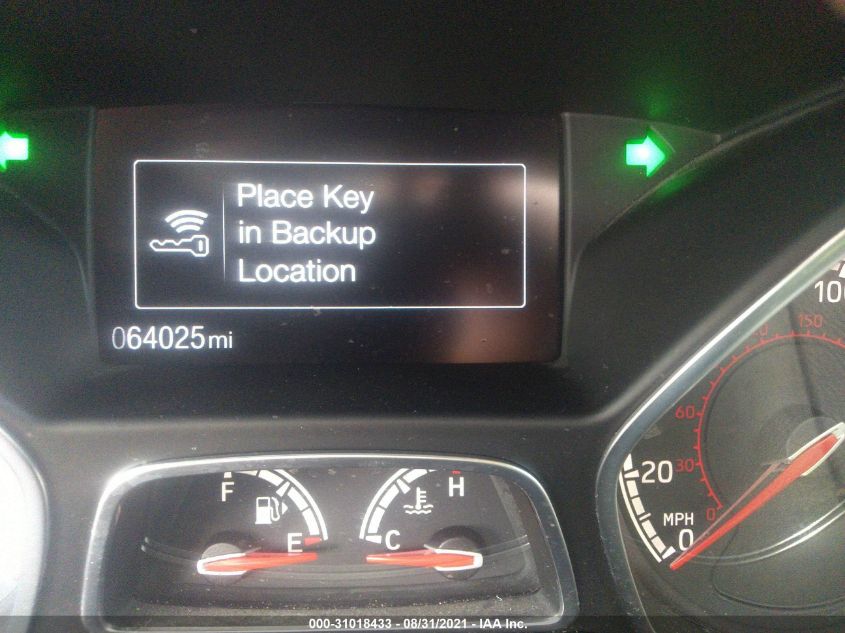 Place Key
in Backup
Location
064025mi
100
150
60
20
30
MPH
0
0
F
H
E
C
000-31018433 - 08/31/2021 - IAA Inc.